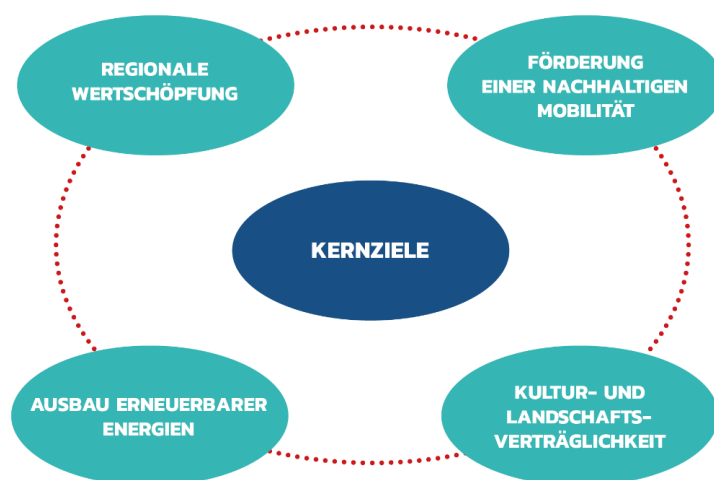 REGIONALE
WERTSCHÖPFUNG
FÖRDERUNG
EINER NACHHALTIGEN
MOBILITÄT
KERNZIELE
AUSBAU ERNEUERBARER
ENERGIEN
KULTUR- UND
LANDSCHAFTS-
VERTRÄGLICHKEIT